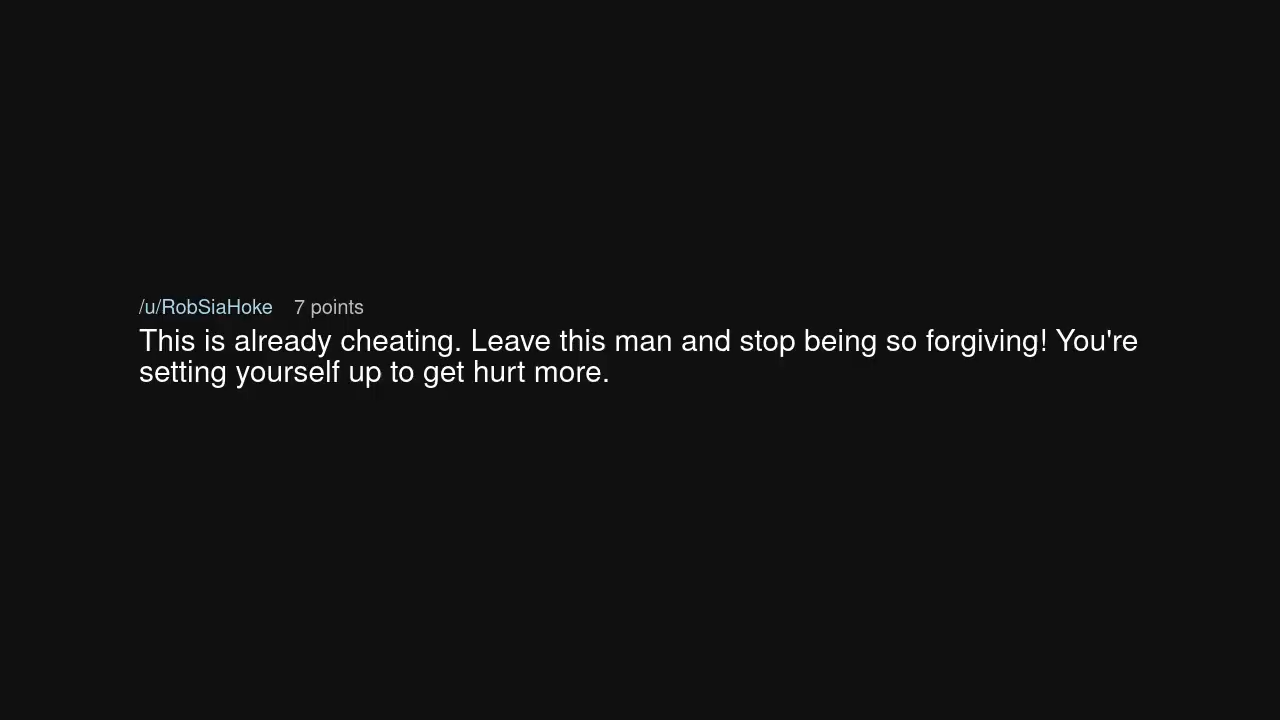 /u/RobSiaHoke 7 points
This is already cheating. Leave this man and stop being so forgiving! You're
setting yourself up to get hurt more.